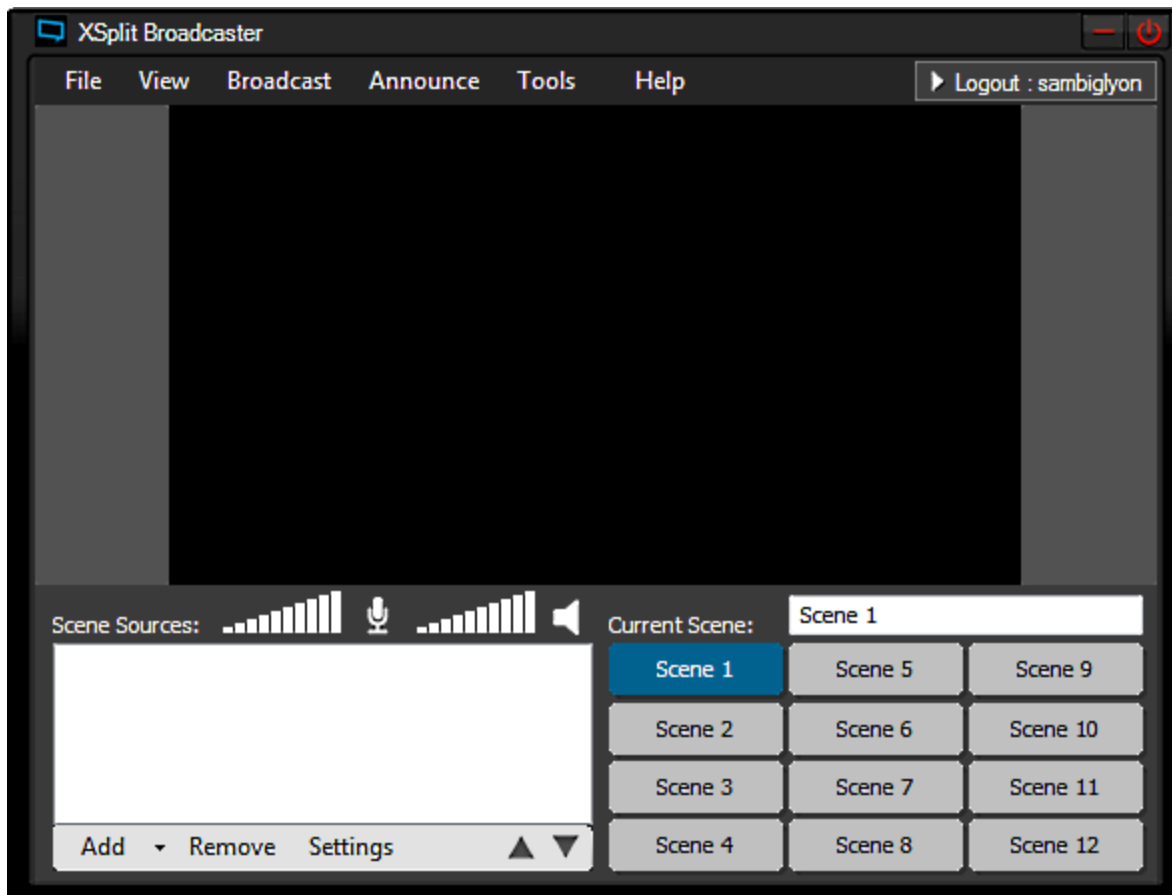 XSplit Broadcaster
File View Broadcast Announce Tools Help Logout : sambiglyon
Scene Sources: Current Scene: Scene 1
Scene 1 Scene 5 Scene 9
Scene 2 Scene 6 Scene 10
Scene 3 Scene 7 Scene 11
Scene 4 Scene 8 Scene 12
Add Remove Settings